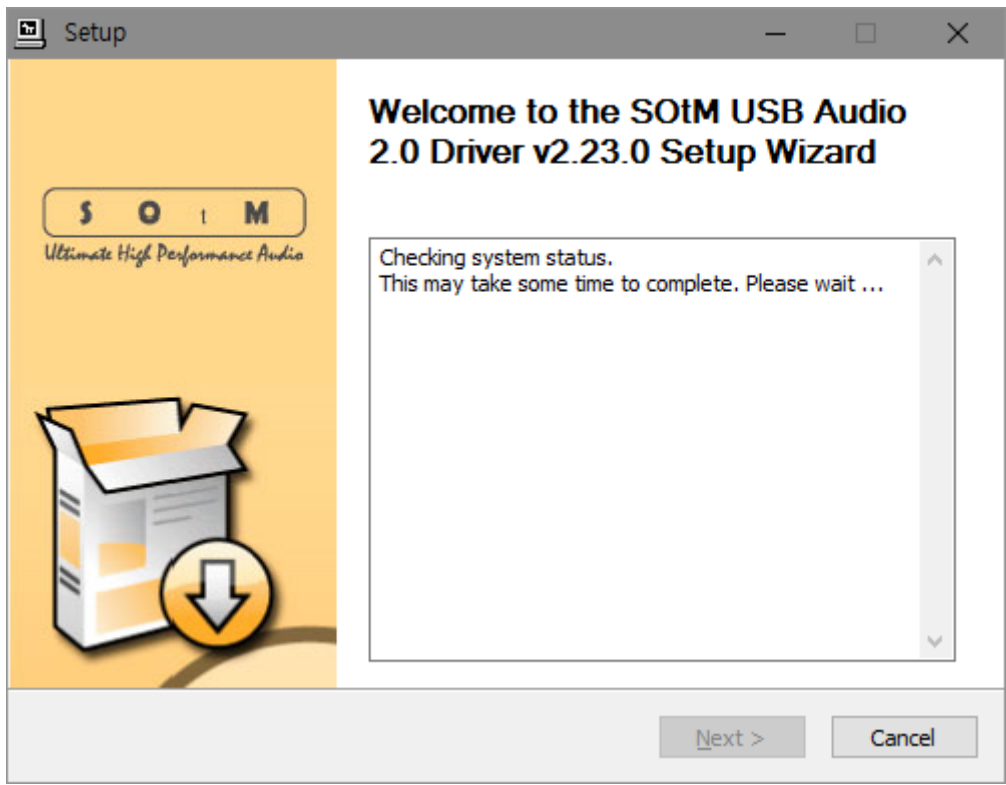 Setup
Welcome to the SOtM USB Audio
2.0 Driver v2.23.0 Setup Wizard
S O t M
Ultimate High Performance Audio
Checking system status.
This may take some time to complete. Please wait ...
Next >
Cancel